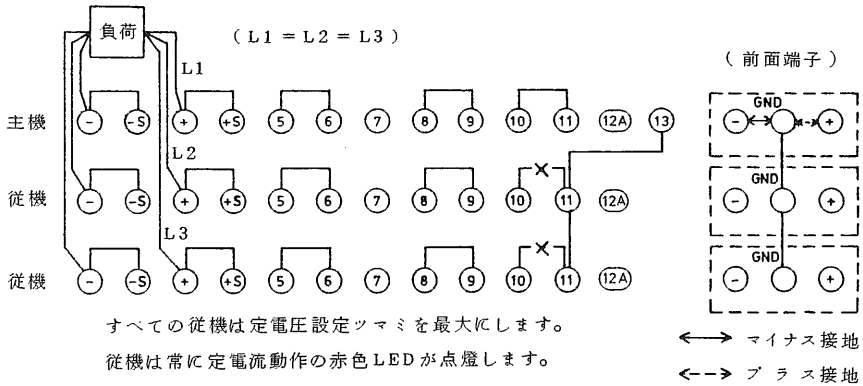 負荷
( L1 = L2 = L3 )
( 前面端子 )
L1
GND
主機 - -S + +S 5 6 7 8 9 10 11 12A 13 - +
L2
GND
従機 - -S + +S 5 6 7 8 9 10 11 12A - +
L3
GND
従機 - -S + +S 5 6 7 8 9 10 11 12A - +
すべての従機は定電圧設定ツマミを最大にします。
従機は常に定電流動作の赤色LEDが点燈します。
マイナス接地
プラス接地